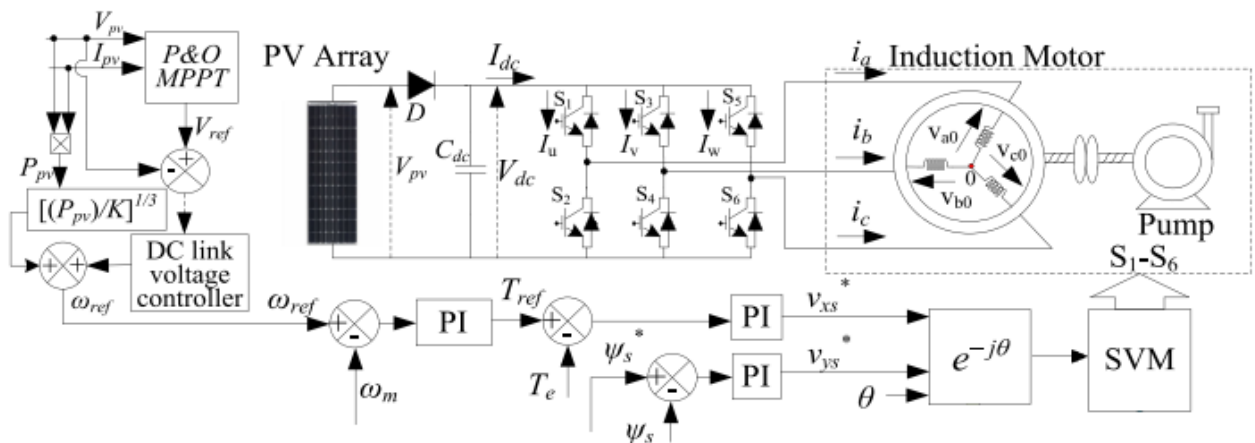 V_pv
I_pv
P&O
MPPT
V_ref
P_pv
[(P_pv)/K]^1/3
DC link
voltage
controller
ω_ref
PV Array
D
I_dc
C_dc
V_pv
V_dc
S_1
S_3
S_5
I_u
I_v
I_w
S_2
S_4
S_6
i_a
i_b
i_c
Induction Motor
v_a0
v_b0
v_c0
0
Pump
S_1-S_6
ω_ref
ω_m
PI
T_ref
T_e
ψ_s*
ψ_s
PI
PI
v_xs*
v_ys*
θ
e^-jθ
SVM